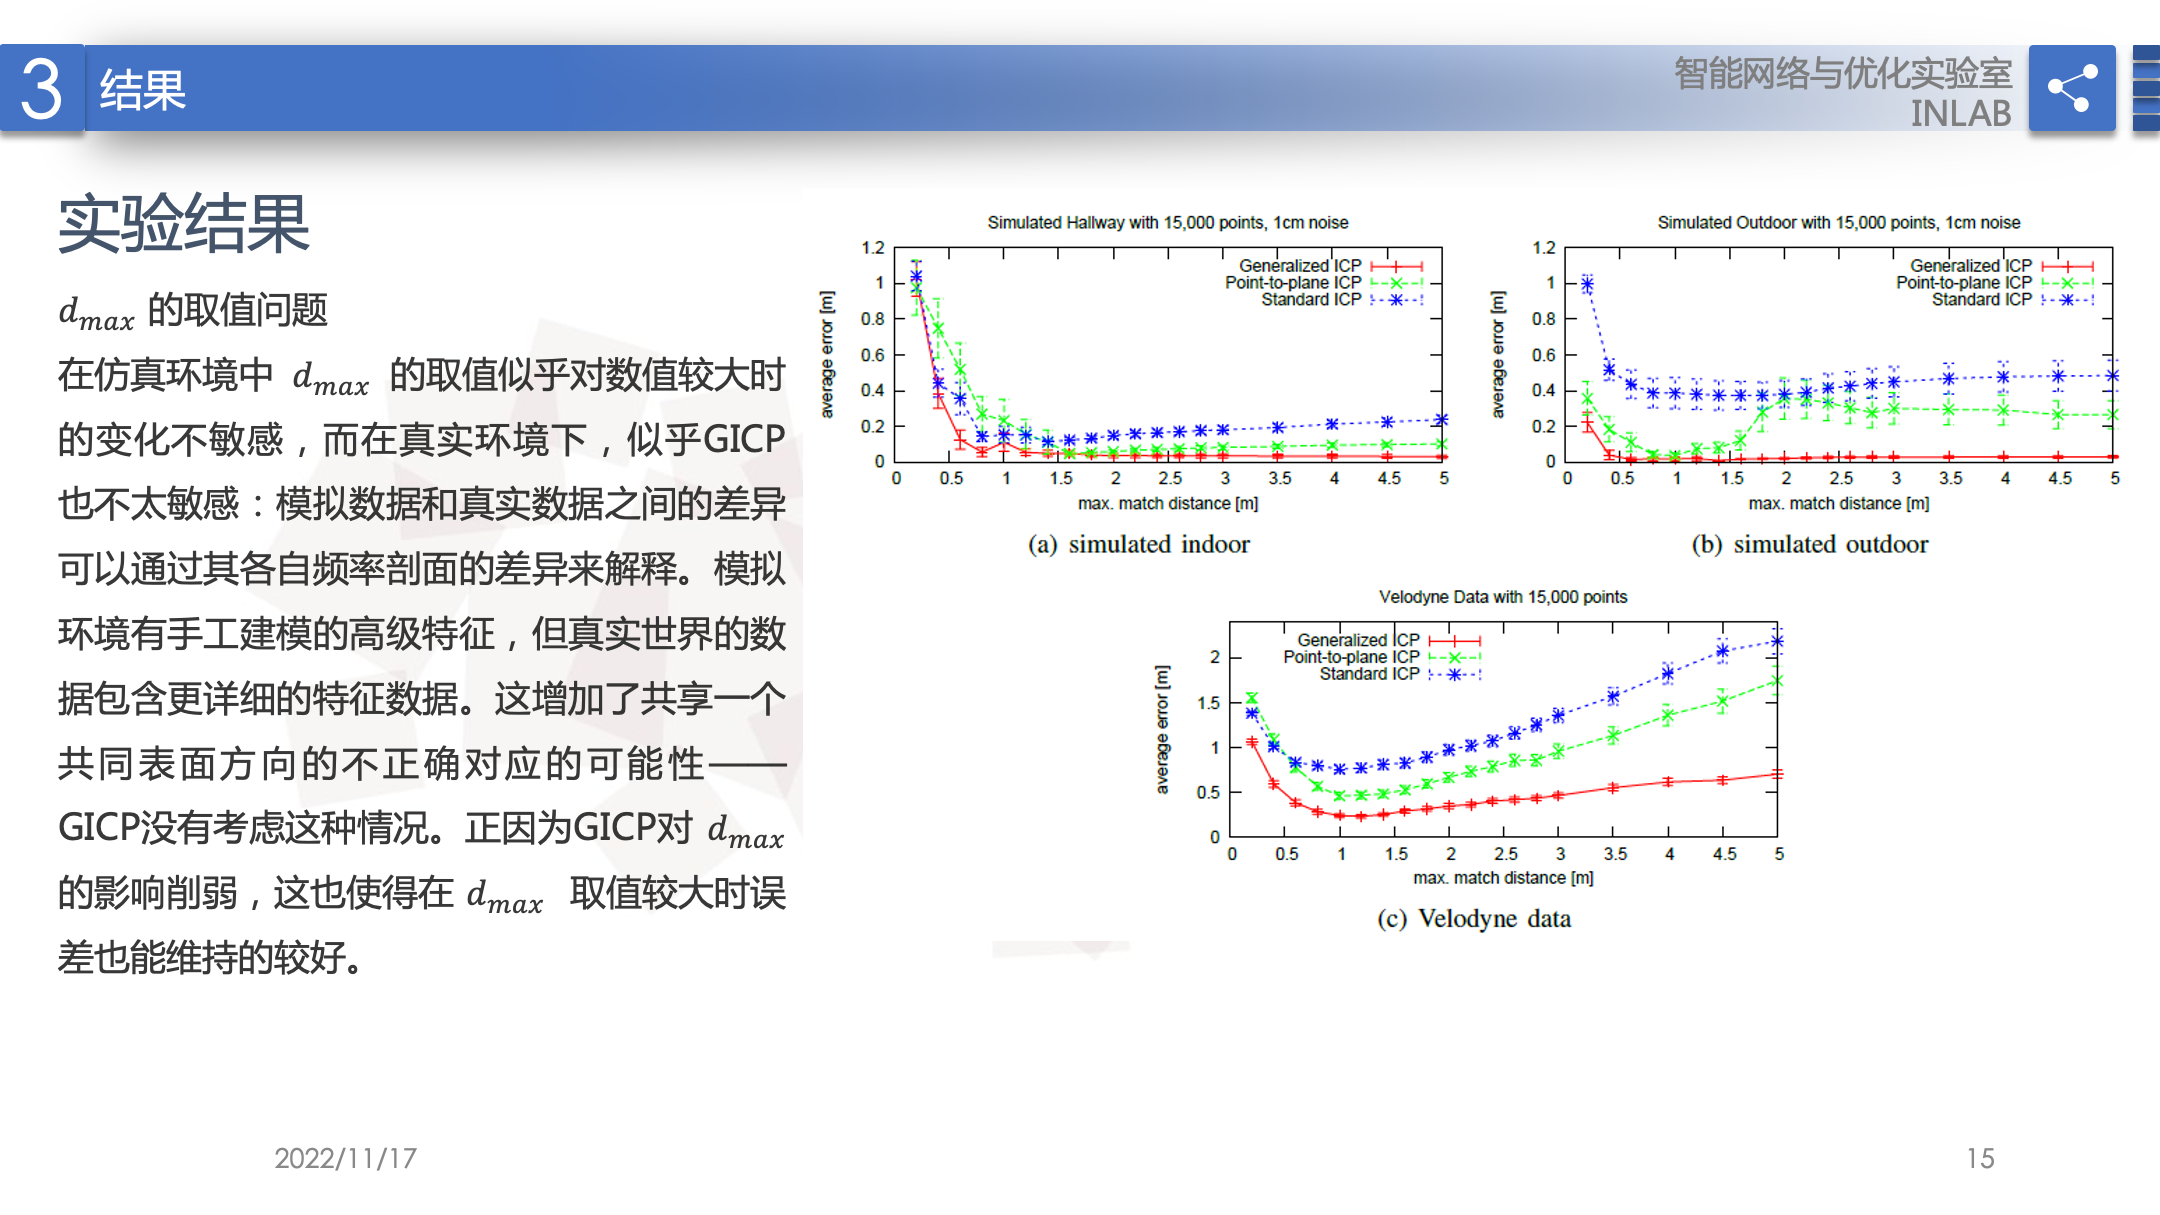 3 结果
智能网络与优化实验室
INLAB
实验结果
d_max 的取值问题
在仿真环境中 d_max 的取值似乎对数值较大时
的变化不敏感，而在真实环境下，似乎GICP
也不太敏感：模拟数据和真实数据之间的差异
可以通过其各自频率剖面的差异来解释。模拟
环境有手工建模的高级特征，但真实世界的数
据包含更详细的特征数据。这增加了共享一个
共同表面方向的不正确对应的可能性——
GICP没有考虑这种情况。正因为GICP对 d_max
的影响削弱，这也使得在 d_max 取值较大时误
差也能维持的较好。
Simulated Hallway with 15,000 points, 1cm noise
Generalized ICP
Point-to-plane ICP
Standard ICP
average error [m]
1.2
1
0.8
0.6
0.4
0.2
0
0 0.5 1 1.5 2 2.5 3 3.5 4 4.5 5
max. match distance [m]
(a) simulated indoor
Simulated Outdoor with 15,000 points, 1cm noise
Generalized ICP
Point-to-plane ICP
Standard ICP
average error [m]
1.2
1
0.8
0.6
0.4
0.2
0
0 0.5 1 1.5 2 2.5 3 3.5 4 4.5 5
max. match distance [m]
(b) simulated outdoor
Velodyne Data with 15,000 points
Generalized ICP
Point-to-plane ICP
Standard ICP
average error [m]
2
1.5
1
0.5
0
0 0.5 1 1.5 2 2.5 3 3.5 4 4.5 5
max. match distance [m]
(c) Velodyne data
2022/11/17
15